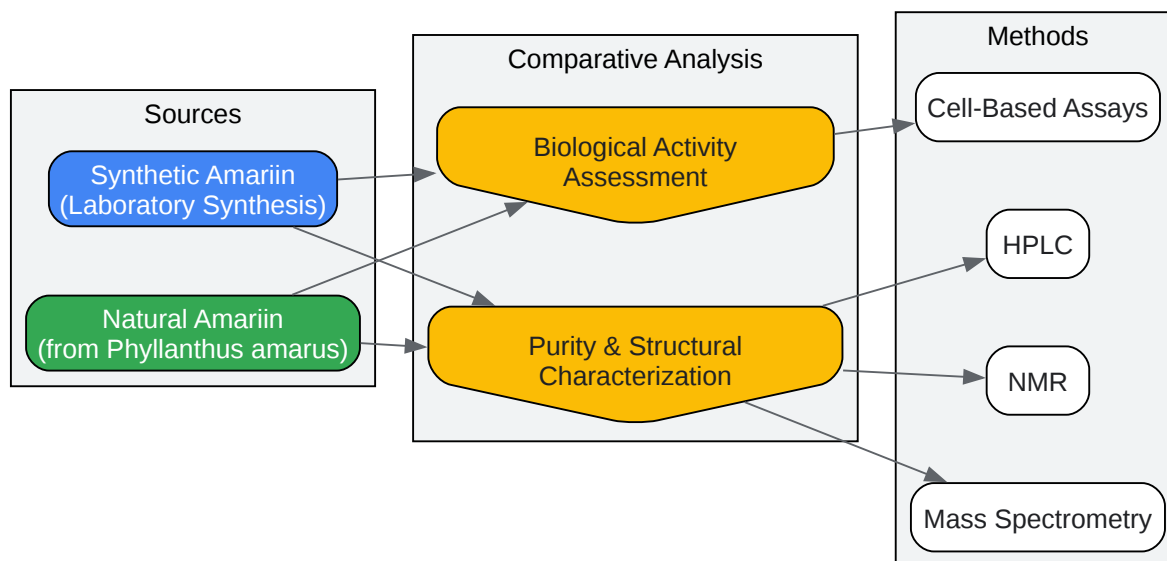 Sources
Synthetic Amariin
(Laboratory Synthesis)
Natural Amariin
(from Phyllanthus amarus)
Comparative Analysis
Biological Activity
Assessment
Purity & Structural
Characterization
Methods
Cell-Based Assays
HPLC
NMR
Mass Spectrometry